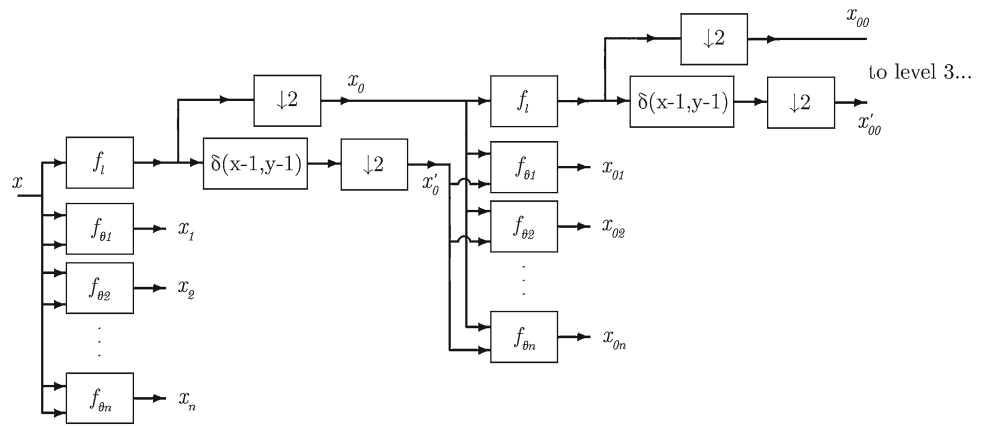 x
f_l
f_θ1
x_1
f_θ2
x_2
f_θn
x_n
↓2
x_0
δ(x-1,y-1)
↓2
x'_0
f_l
f_θ1
x_01
f_θ2
x_02
f_θn
x_0n
↓2
x_00
to level 3...
δ(x-1,y-1)
↓2
x'_00